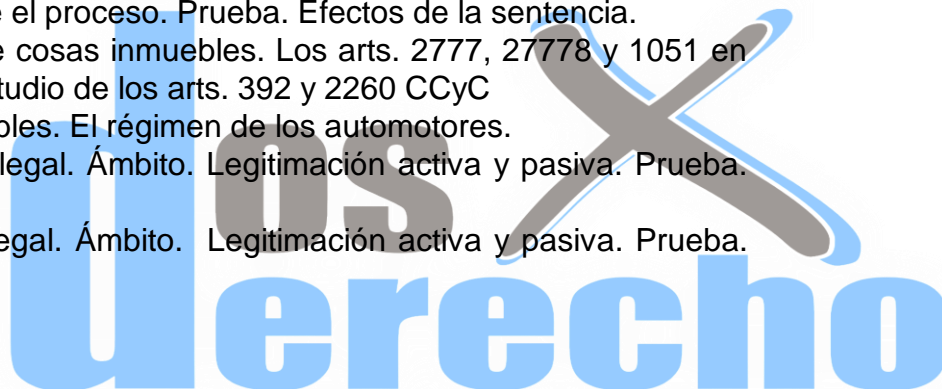 e el proceso. Prueba. Efectos de la sentencia.
e cosas inmuebles. Los arts. 2777, 27778 y 1051 en
tudio de los arts. 392 y 2260 CCyC
bles. El régimen de los automotores.
legal. Ámbito. Legitimación activa y pasiva. Prueba.
egal. Ámbito. Legitimación activa y pasiva. Prueba.
dos X
derecho